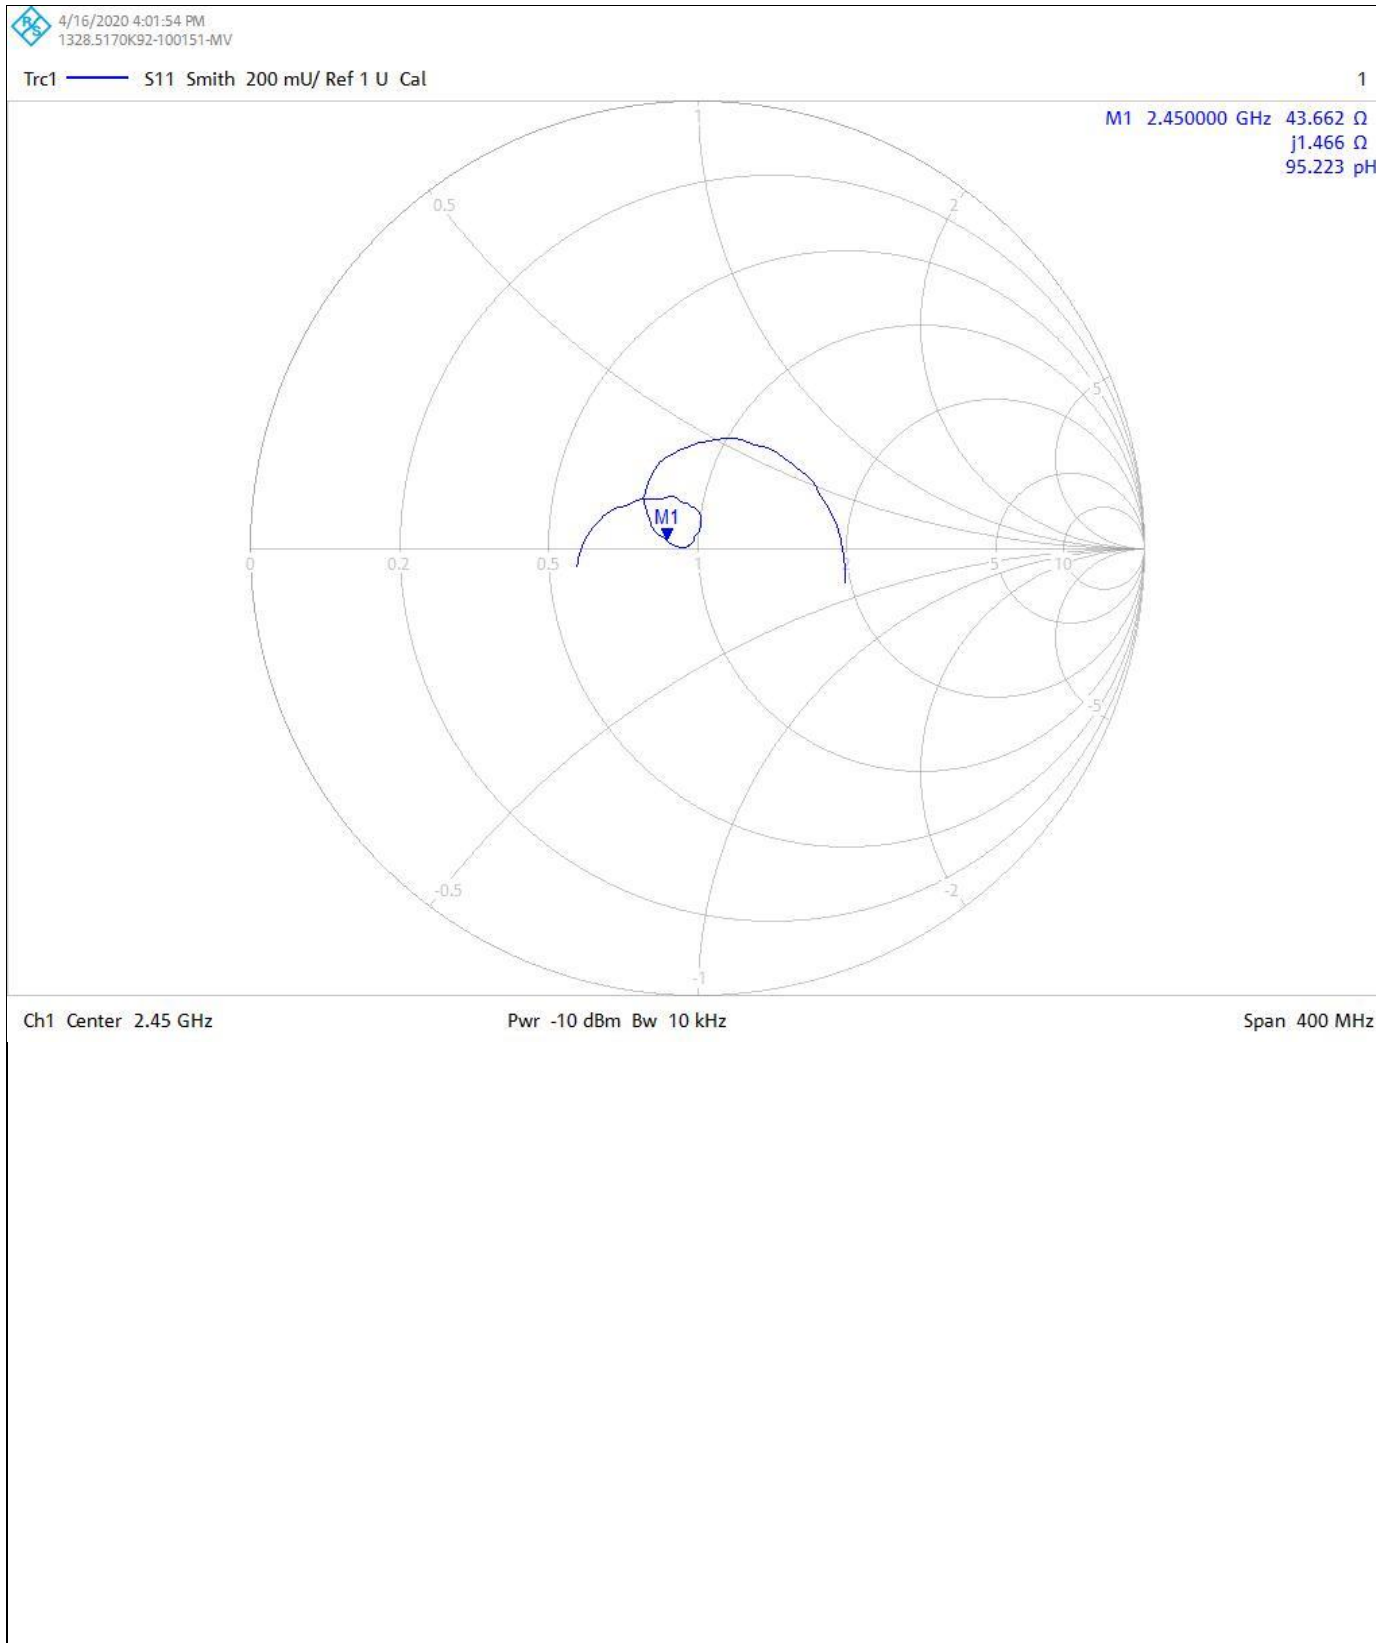 R&S
4/16/2020 4:01:54 PM
1328.5170K92-100151-MV
Trc1 S11 Smith 200 mU/ Ref 1 U Cal 1
M1 2.450000 GHz 43.662 Ω
j1.466 Ω
95.223 pH
1
0.5 2
5
M1
0 0.2 0.5 1 2 5 10
-5
-0.5 -2
-1
Ch1 Center 2.45 GHz Pwr -10 dBm Bw 10 kHz Span 400 MHz